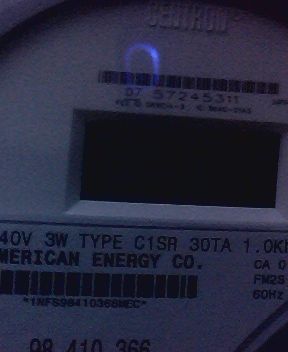 CENTRON
D7 57245311
40V 3W TYPE C1SR 30TA 1.0K
MERICAN ENERGY CO.
CA 0
FM2S
60Hz
*1NFS98410366MEC*
98 410 366